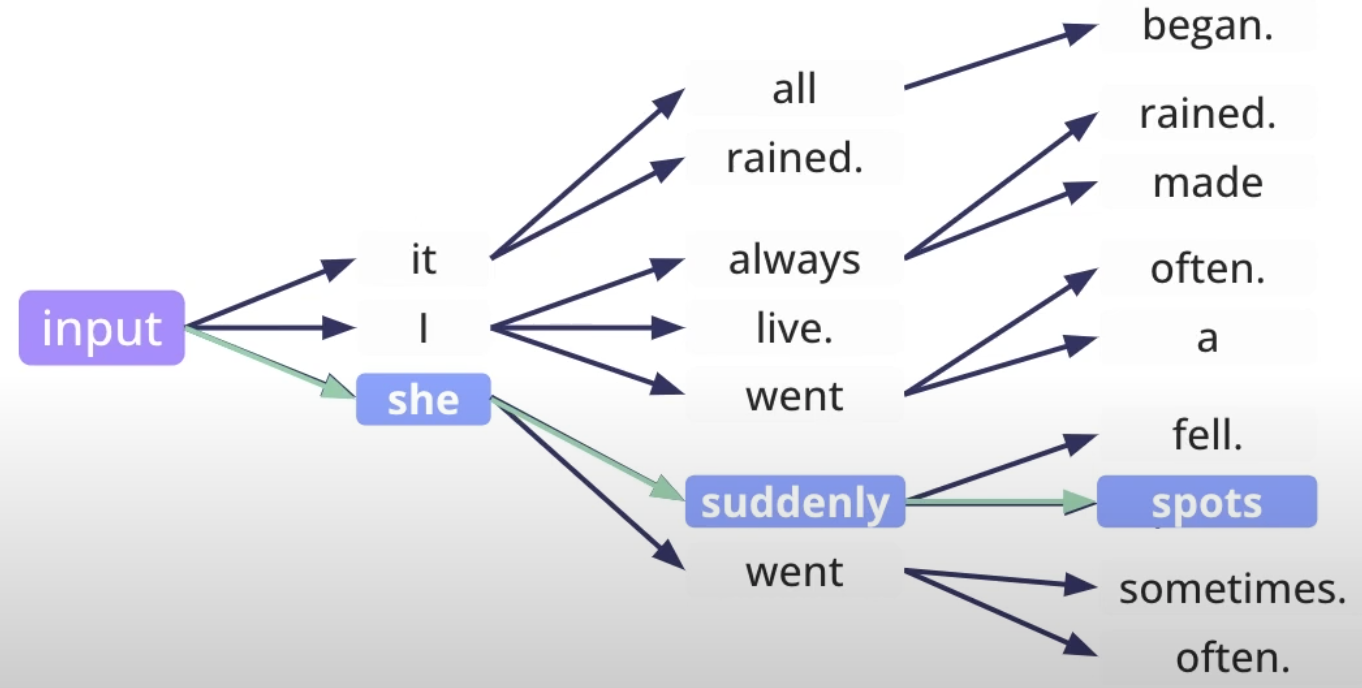 input
it
I
she
all
rained.
always
live.
went
suddenly
went
began.
rained.
made
often.
a
fell.
spots
sometimes.
often.